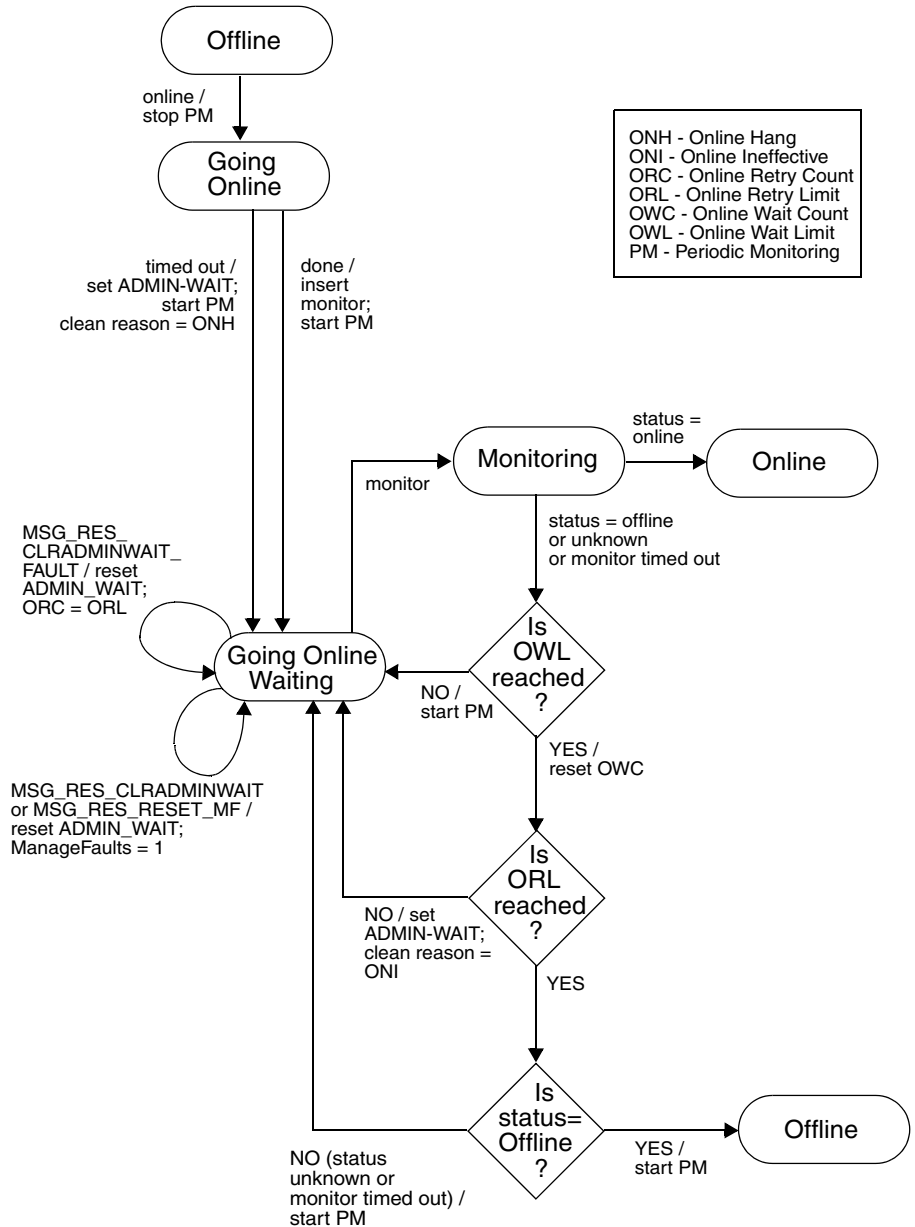 Offline
online /
stop PM
Going
Online
ONH - Online Hang
ONI - Online Ineffective
ORC - Online Retry Count
ORL - Online Retry Limit
OWC - Online Wait Count
OWL - Online Wait Limit
PM - Periodic Monitoring
timed out /
set ADMIN-WAIT;
start PM
clean reason = ONH
done /
insert
monitor;
start PM
status =
online
Monitoring
Online
monitor
status = offline
or unknown
or monitor timed out
MSG_RES_
CLRADMINWAIT_
FAULT / reset
ADMIN_WAIT;
ORC = ORL
Going Online
Waiting
Is
OWL
reached
?
NO /
start PM
YES /
reset OWC
MSG_RES_CLRADMINWAIT
or MSG_RES_RESET_MF /
reset ADMIN_WAIT;
ManageFaults = 1
Is
ORL
reached
?
NO / set
ADMIN-WAIT;
clean reason =
ONI
YES
Is
status=
Offline
?
Offline
YES /
start PM
NO (status
unknown or
monitor timed out) /
start PM